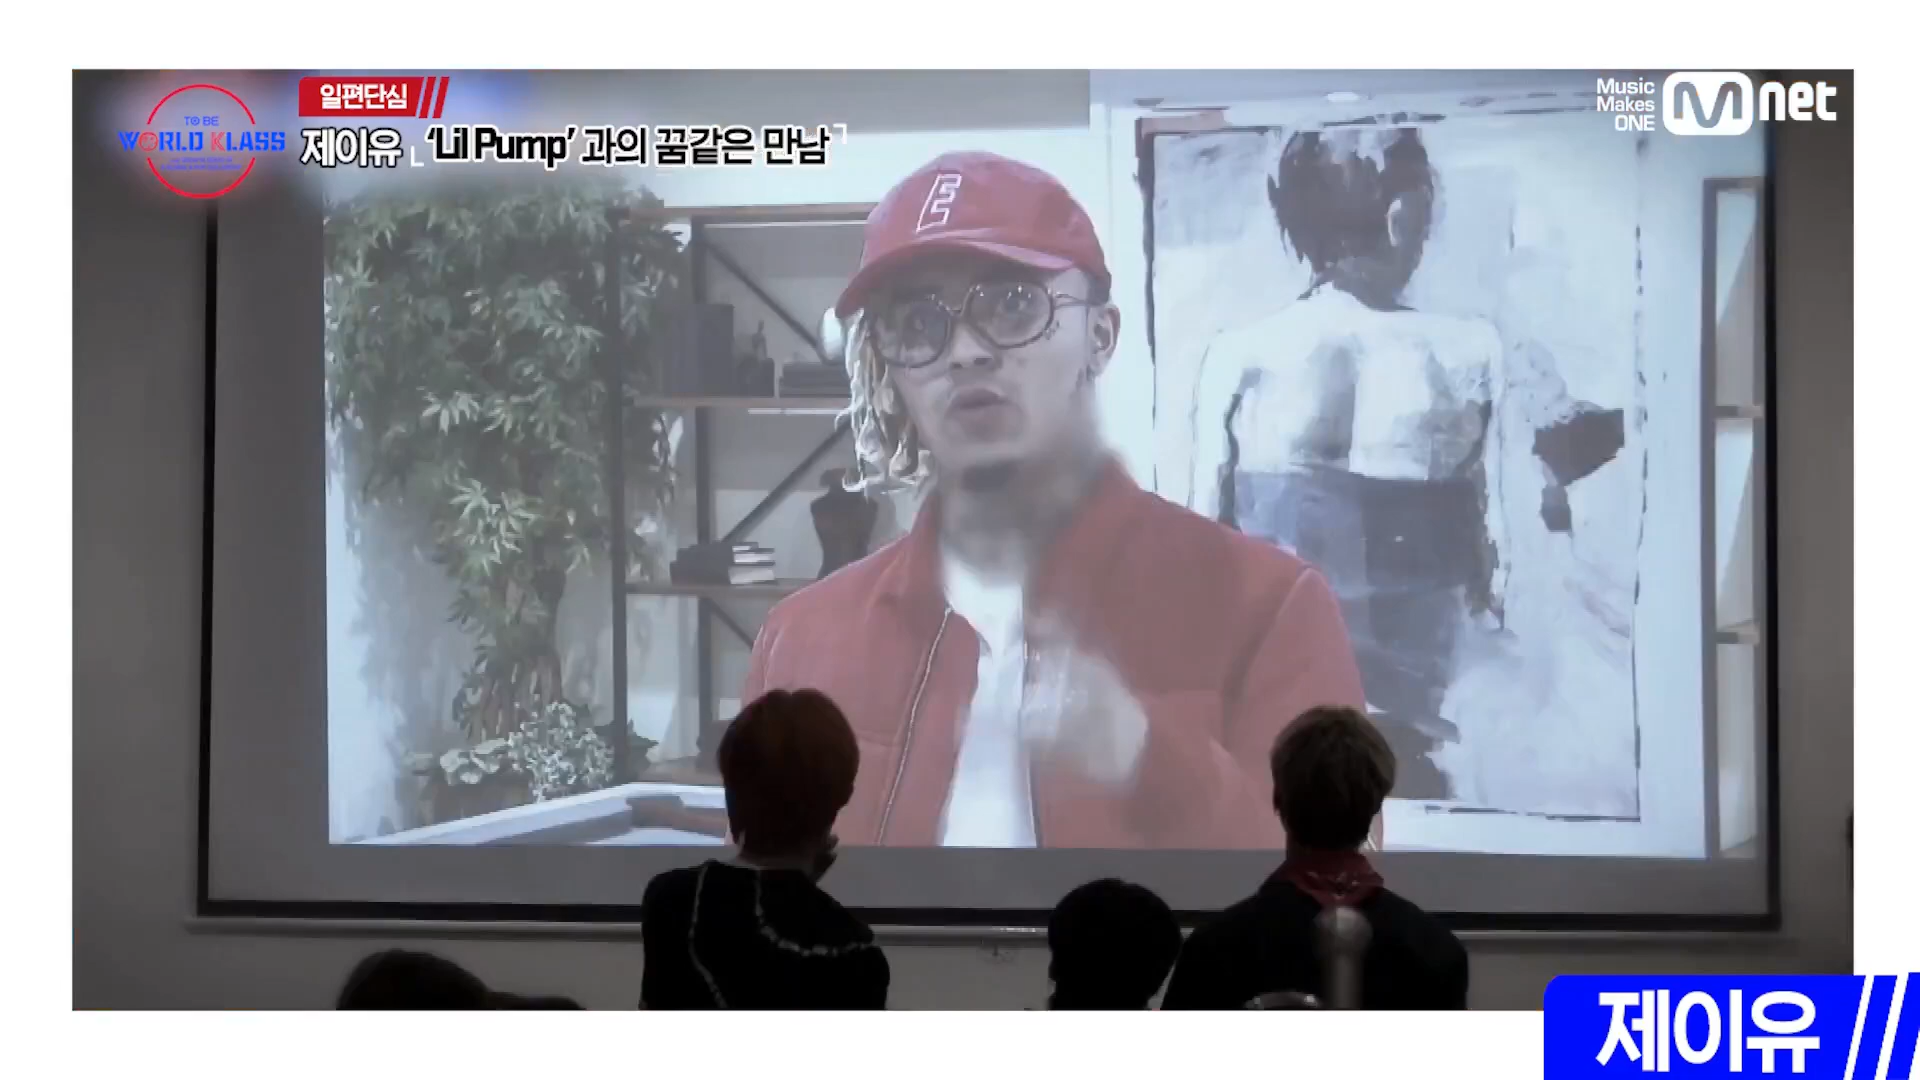 일편단심
TO BE
WORLD KLASS
제이유 「'Lil Pump' 과의 꿈같은 만남」
Music
Makes
ONE
Mnet
E
제이유